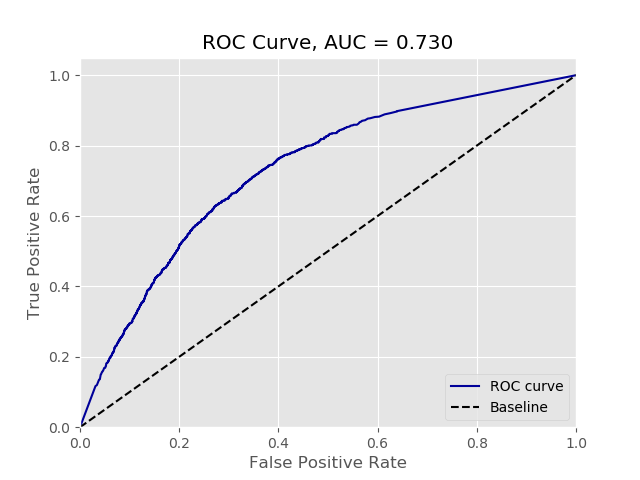 ROC Curve, AUC = 0.730
True Positive Rate
1.0
0.8
0.6
0.4
0.2
0.0
0.0 0.2 0.4 0.6 0.8 1.0
False Positive Rate
ROC curve
Baseline